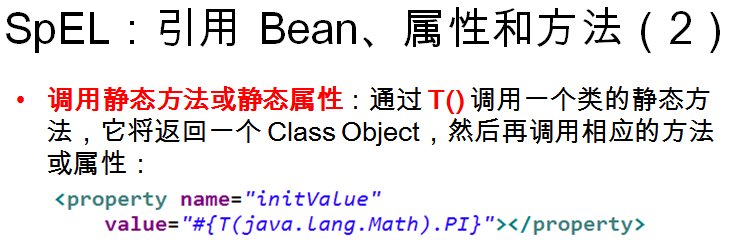 SpEL：引用 Bean、属性和方法（2）
• 调用静态方法或静态属性：通过 T() 调用一个类的静态方
法，它将返回一个 Class Object，然后再调用相应的方法
或属性：
<property name="initValue"
value="#{T(java.lang.Math).PI}"></property>